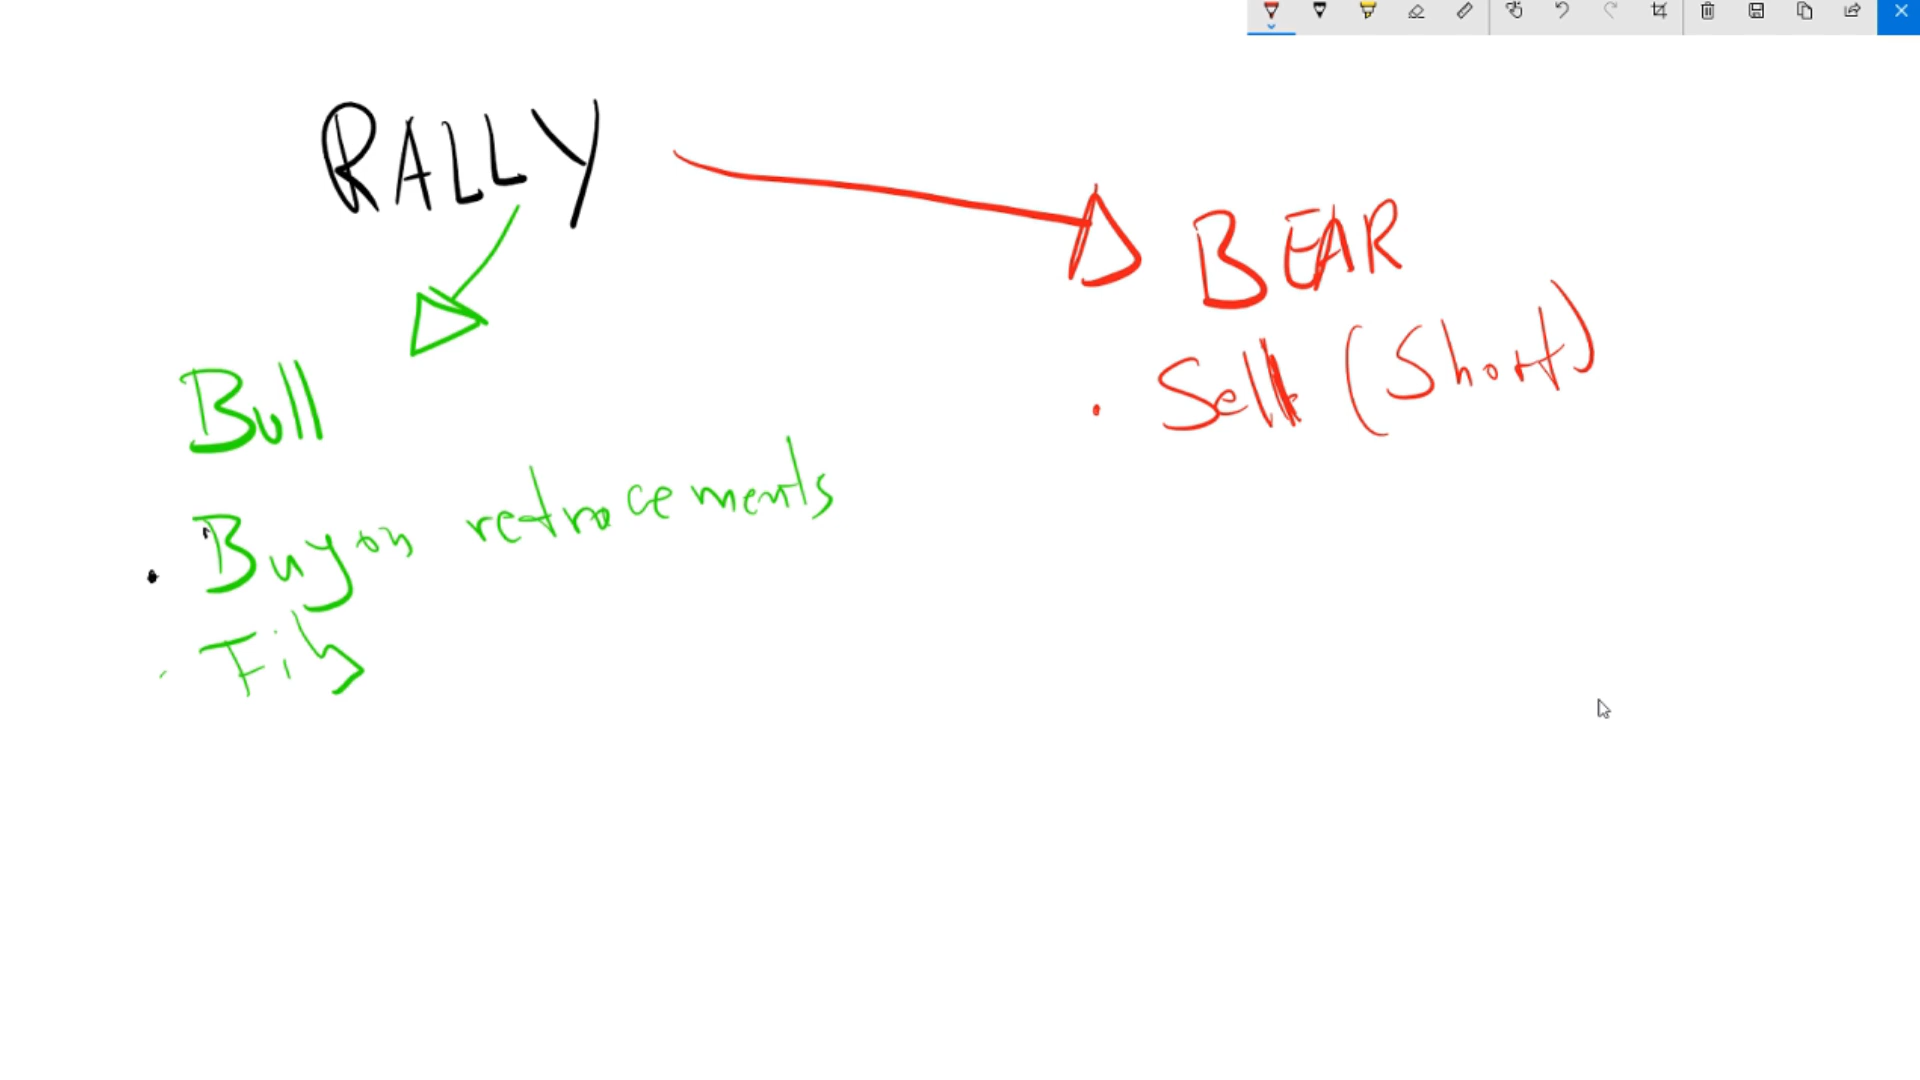 RALLY
BEAR
• Sell (Short)
Bull
• Buy on retracements
• Fib